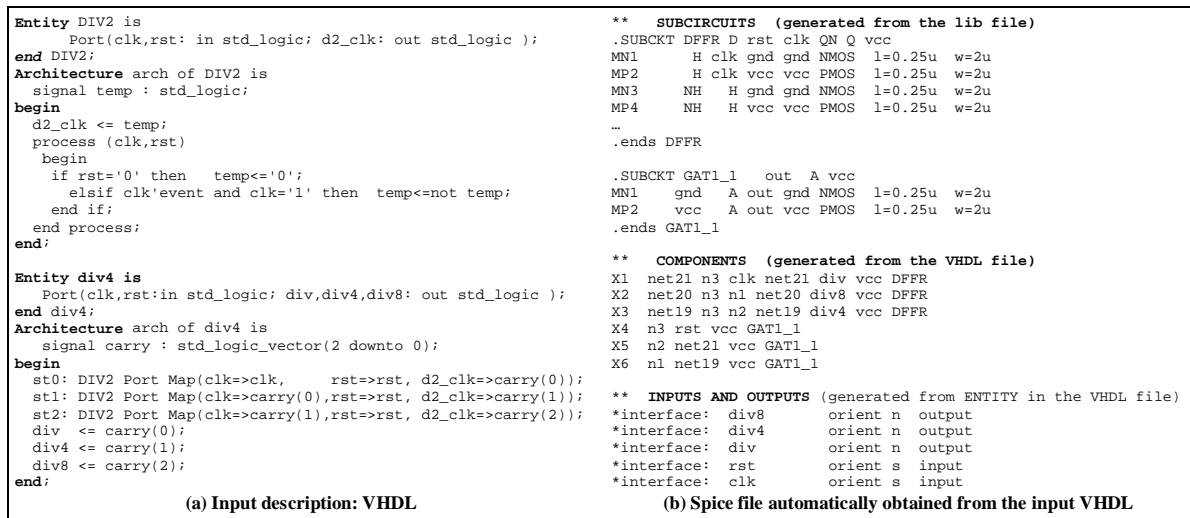 Entity DIV2 is
Port(clk,rst: in std_logic; d2_clk: out std_logic );
end DIV2;
Architecture arch of DIV2 is
signal temp : std_logic;
begin
d2_clk <= temp;
process (clk,rst)
begin
if rst='0' then temp<='0';
elsif clk'event and clk='1' then temp<=not temp;
end if;
end process;
end;
Entity div4 is
Port(clk,rst:in std_logic; div,div4,div8: out std_logic );
end div4;
Architecture arch of div4 is
signal carry : std_logic_vector(2 downto 0);
begin
st0: DIV2 Port Map(clk=>clk, rst=>rst, d2_clk=>carry(0));
st1: DIV2 Port Map(clk=>carry(0),rst=>rst, d2_clk=>carry(1));
st2: DIV2 Port Map(clk=>carry(1),rst=>rst, d2_clk=>carry(2));
div <= carry(0);
div4 <= carry(1);
div8 <= carry(2);
end;
(a) Input description: VHDL
** SUBCIRCUITS (generated from the lib file)
.SUBCKT DFFR D rst clk QN Q vcc
MN1 H clk gnd gnd NMOS l=0.25u w=2u
MP2 H clk vcc vcc PMOS l=0.25u w=2u
MN3 NH H gnd gnd NMOS l=0.25u w=2u
MP4 NH H vcc vcc PMOS l=0.25u w=2u
…
.ends DFFR
.SUBCKT GAT1_1 out A vcc
MN1 gnd A out gnd NMOS l=0.25u w=2u
MP2 vcc A out vcc PMOS l=0.25u w=2u
.ends GAT1_1
** COMPONENTS (generated from the VHDL file)
X1 net21 n3 clk net21 div vcc DFFR
X2 net20 n3 n1 net20 div8 vcc DFFR
X3 net19 n3 n2 net19 div4 vcc DFFR
X4 n3 rst vcc GAT1_1
X5 n2 net21 vcc GAT1_1
X6 n1 net19 vcc GAT1_1
** INPUTS AND OUTPUTS (generated from ENTITY in the VHDL file)
*interface: div8 orient n output
*interface: div4 orient n output
*interface: div orient n output
*interface: rst orient s input
*interface: clk orient s input
(b) Spice file automatically obtained from the input VHDL